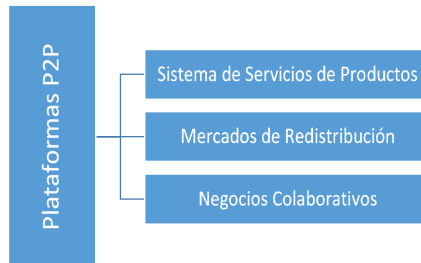 Plataformas P2P
Sistema de Servicios de Productos
Mercados de Redistribución
Negocios Colaborativos